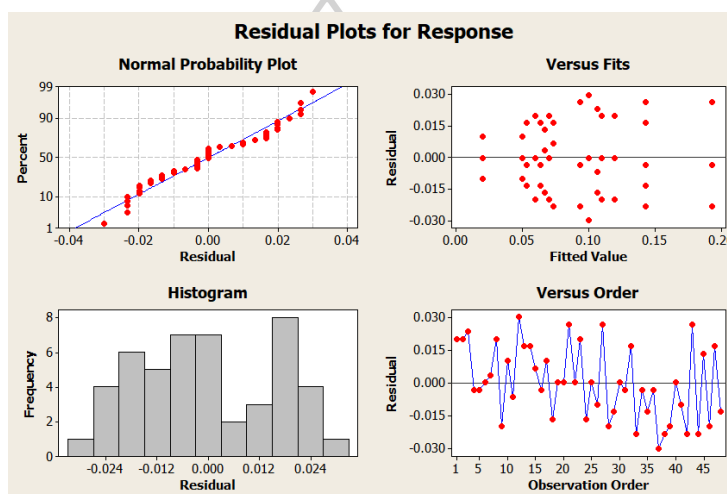 Residual Plots for Response
Normal Probability Plot
Versus Fits
Percent
99
90
50
10
1
-0.04 -0.02 0.00 0.02 0.04
Residual
Residual
0.030
0.015
0.000
-0.015
-0.030
0.00 0.05 0.10 0.15 0.2
Fitted Value
Histogram
Versus Order
Frequency
8
6
4
2
0
-0.024 -0.012 0.000 0.012 0.024
Residual
Residual
0.030
0.015
0.000
-0.015
-0.030
1 5 10 15 20 25 30 35 40 45
Observation Order